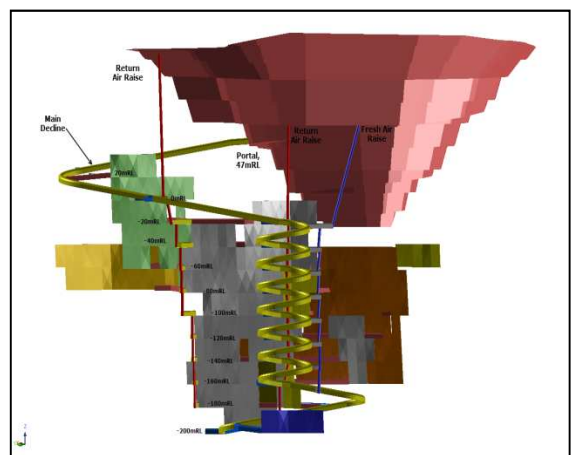 Return
Air Raise
Main
Decline
Return
Air Raise
Fresh Air
Raise
Portal,
47mRL
20mRL
0mRL
-20mRL
-40mRL
-60mRL
-80mRL
-100mRL
-120mRL
-140mRL
-160mRL
-180mRL
-200mRL